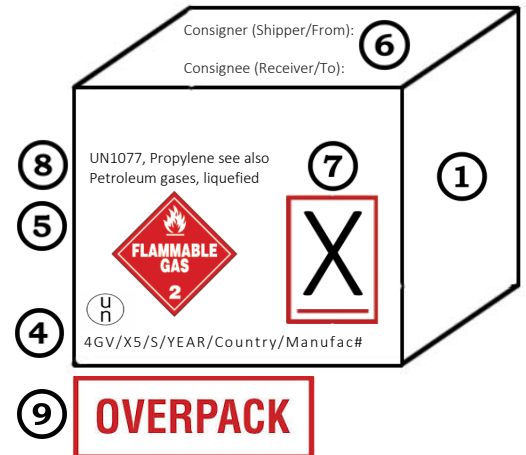 Consigner (Shipper/From):
6
Consignee (Receiver/To):
8
UN1077, Propylene see also
Petroleum gases, liquefied
7
1
5
FLAMMABLE
GAS
2
X
u
n
4
4GV/X5/S/YEAR/Country/Manufac#
9
OVERPACK